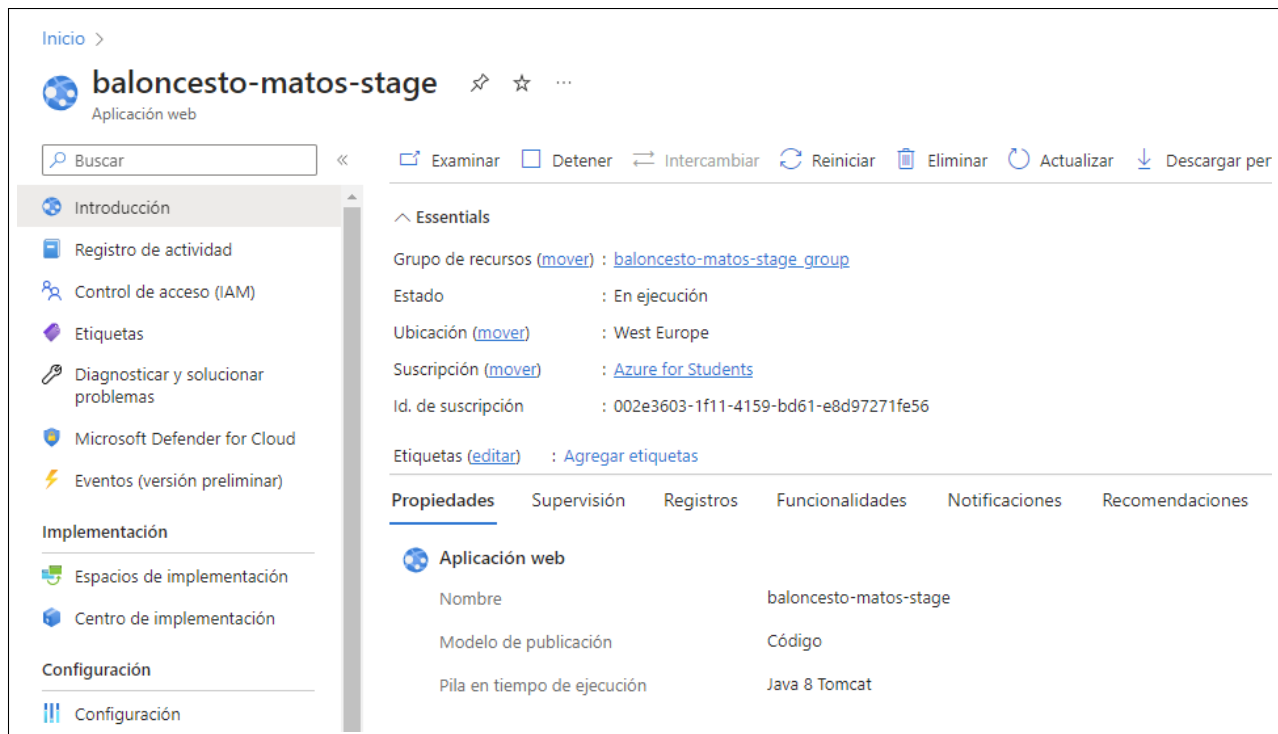 Inicio >
baloncesto-matos-stage
Aplicación web
Buscar
Introducción
Registro de actividad
Control de acceso (IAM)
Etiquetas
Diagnosticar y solucionar
problemas
Microsoft Defender for Cloud
Eventos (versión preliminar)
Implementación
Espacios de implementación
Centro de implementación
Configuración
Configuración
Examinar Detener Intercambiar Reiniciar Eliminar Actualizar Descargar per
Essentials
Grupo de recursos (mover) : baloncesto-matos-stage_group
Estado : En ejecución
Ubicación (mover) : West Europe
Suscripción (mover) : Azure for Students
Id. de suscripción : 002e3603-1f11-4159-bd61-e8d97271fe56
Etiquetas (editar) : Agregar etiquetas
Propiedades Supervisión Registros Funcionalidades Notificaciones Recomendaciones
Aplicación web
Nombre baloncesto-matos-stage
Modelo de publicación Código
Pila en tiempo de ejecución Java 8 Tomcat